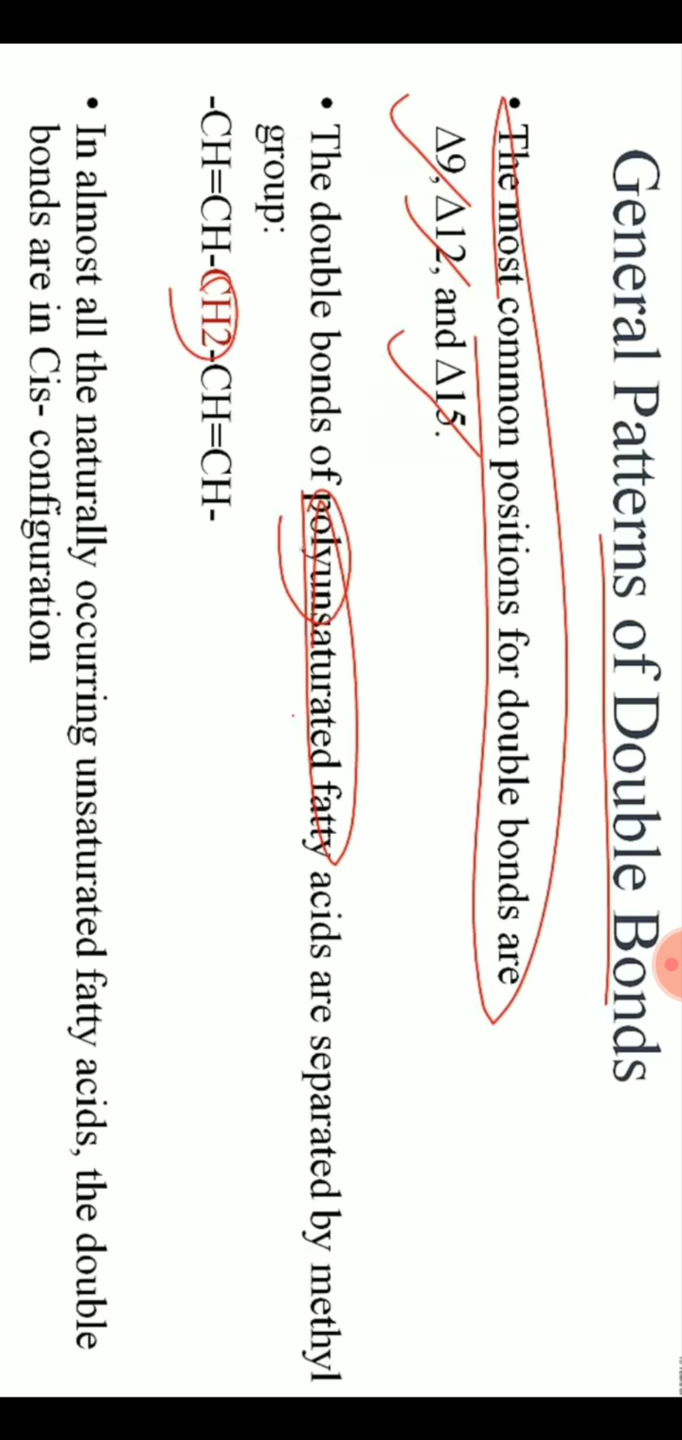 General Patterns of Double Bonds
• The most common positions for double bonds are
Δ9, Δ12, and Δ15.
• The double bonds of polyunsaturated fatty acids are separated by methyl
group:
-CH=CH-CH2-CH=CH-
• In almost all the naturally occurring unsaturated fatty acids, the double
bonds are in Cis- configuration